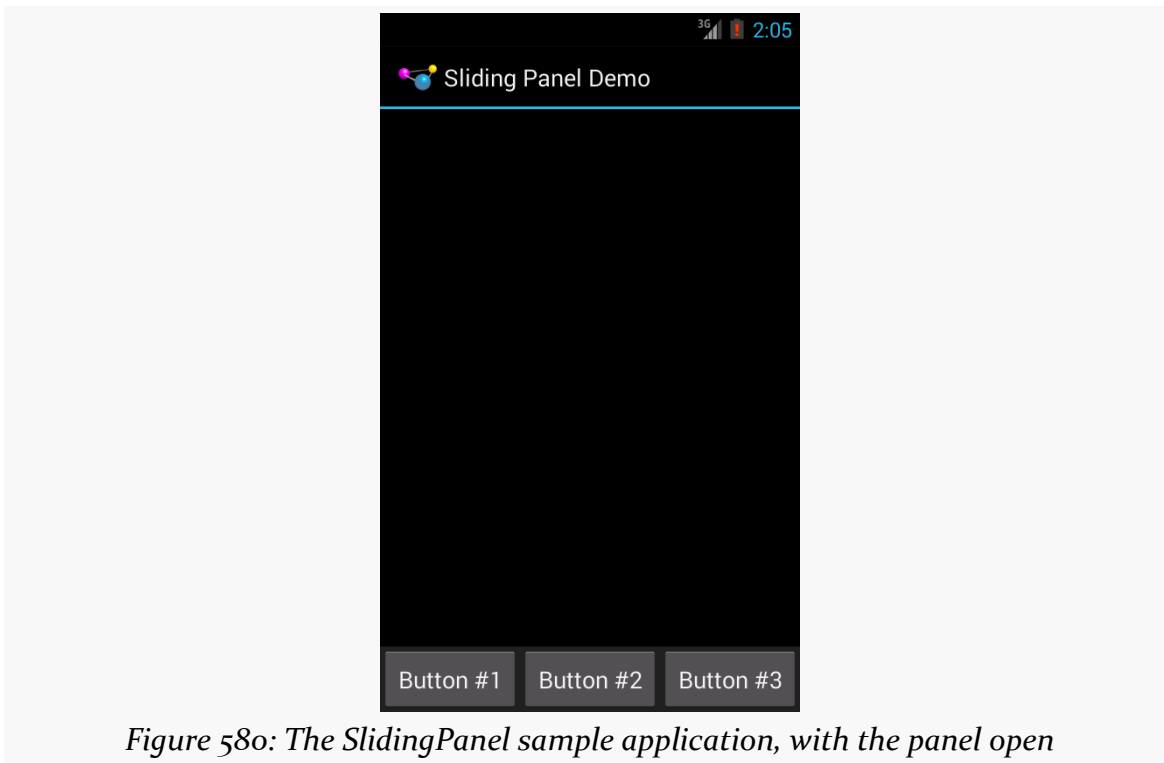 3G 2:05
Sliding Panel Demo
Button #1 Button #2 Button #3
Figure 580: The SlidingPanel sample application, with the panel open